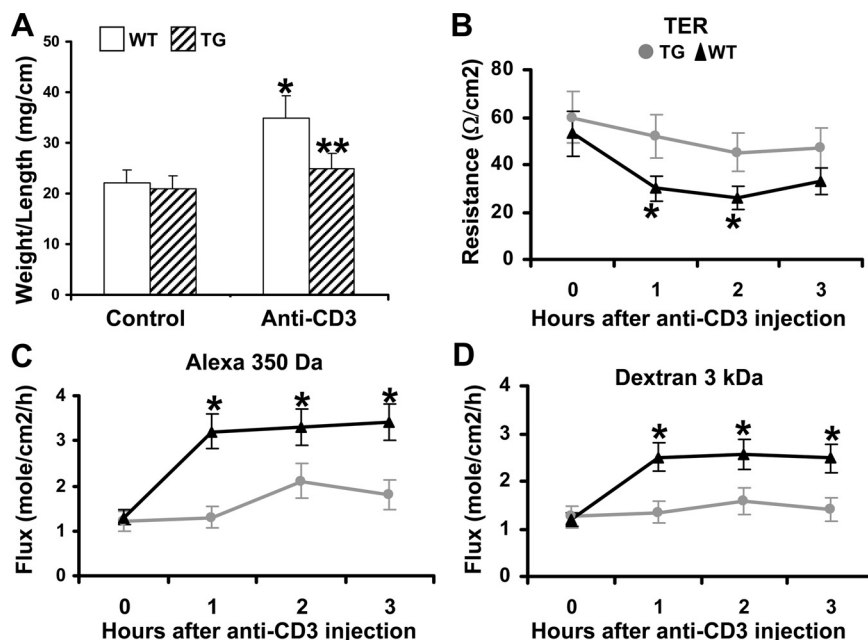 A
WT TG
Weight/Length (mg/cm)
50
40
30
20
10
0
*
**
Control Anti-CD3
B
TER
TG WT
Resistance (Ω/cm2)
80
60
40
20
0
* *
0 1 2 3
Hours after anti-CD3 injection
C
Alexa 350 Da
Flux (mole/cm2/h)
4
3
2
1
0
* * *
0 1 2 3
Hours after anti-CD3 injection
D
Dextran 3 kDa
Flux (mole/cm2/h)
4
3
2
1
0
* * *
0 1 2 3
Hours after anti-CD3 injection